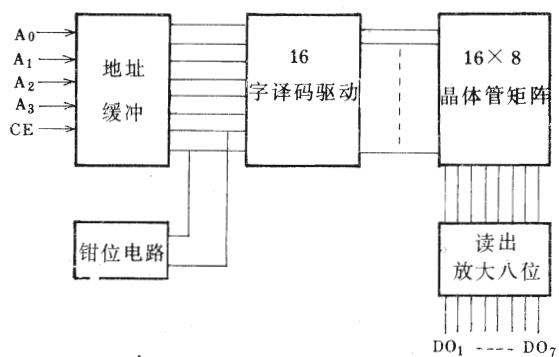 A0
A1
A2
A3
CE
地址
缓冲
16
字译码驱动
16×8
晶体管矩阵
钳位电路
读出
放大八位
DO1 ---- DO7